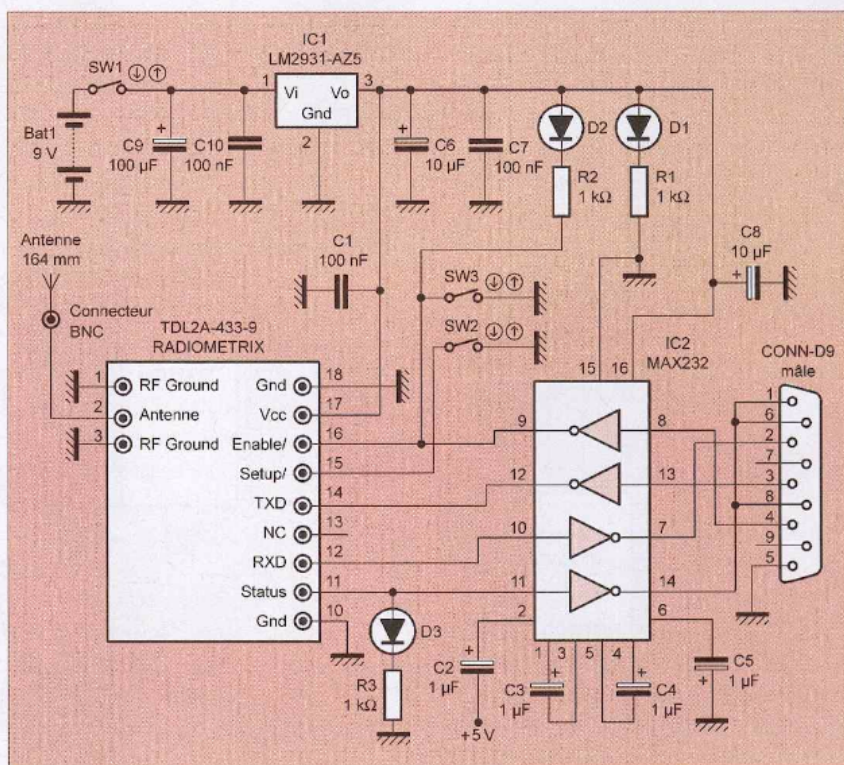 IC1
LM2931-AZ5
SW1
1
Vi
Vo
3
Gnd
2
Bat1
9 V
+
C9
100 µF
C10
100 nF
+
C6
10 µF
C7
100 nF
D2
D1
R2
1 kΩ
R1
1 kΩ
Antenne
164 mm
Connecteur
BNC
C1
100 nF
C8
10 µF
+
SW3
SW2
TDL2A-433-9
RADIOMETRIX
IC2
MAX232
CONN-D9
mâle
15
16
1
RF Ground
2
Antenne
3
RF Ground
Gnd
18
Vcc
17
Enable/
16
Setup/
15
TXD
14
NC
13
RXD
12
Status
11
Gnd
10
9
8
12
13
10
7
11
14
2
6
1
3
5
4
1
6
2
7
3
8
4
9
5
D3
R3
1 kΩ
+
C2
1 µF
+5 V
+
C3
1 µF
+
C4
1 µF
+
C5
1 µF